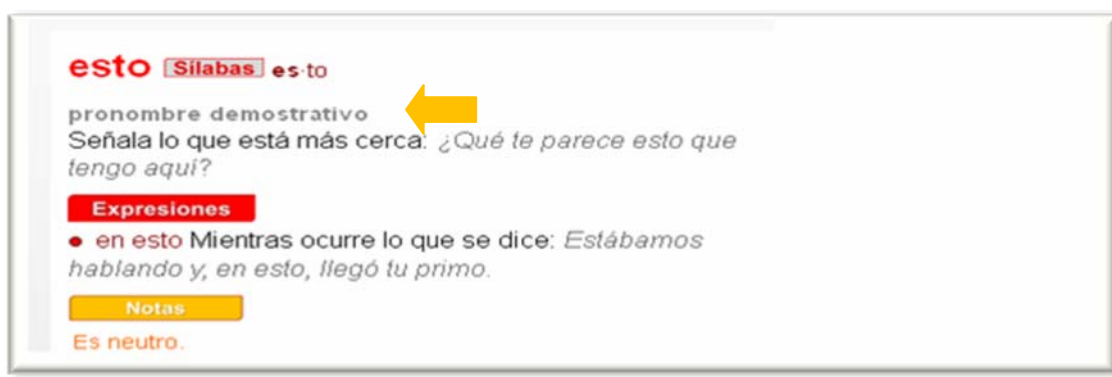 esto Sílabas es·to
pronombre demostrativo
Señala lo que está más cerca: ¿Qué te parece esto que
tengo aquí?
Expresiones
• en esto Mientras ocurre lo que se dice: Estábamos
hablando y, en esto, llegó tu primo.
Notas
Es neutro.